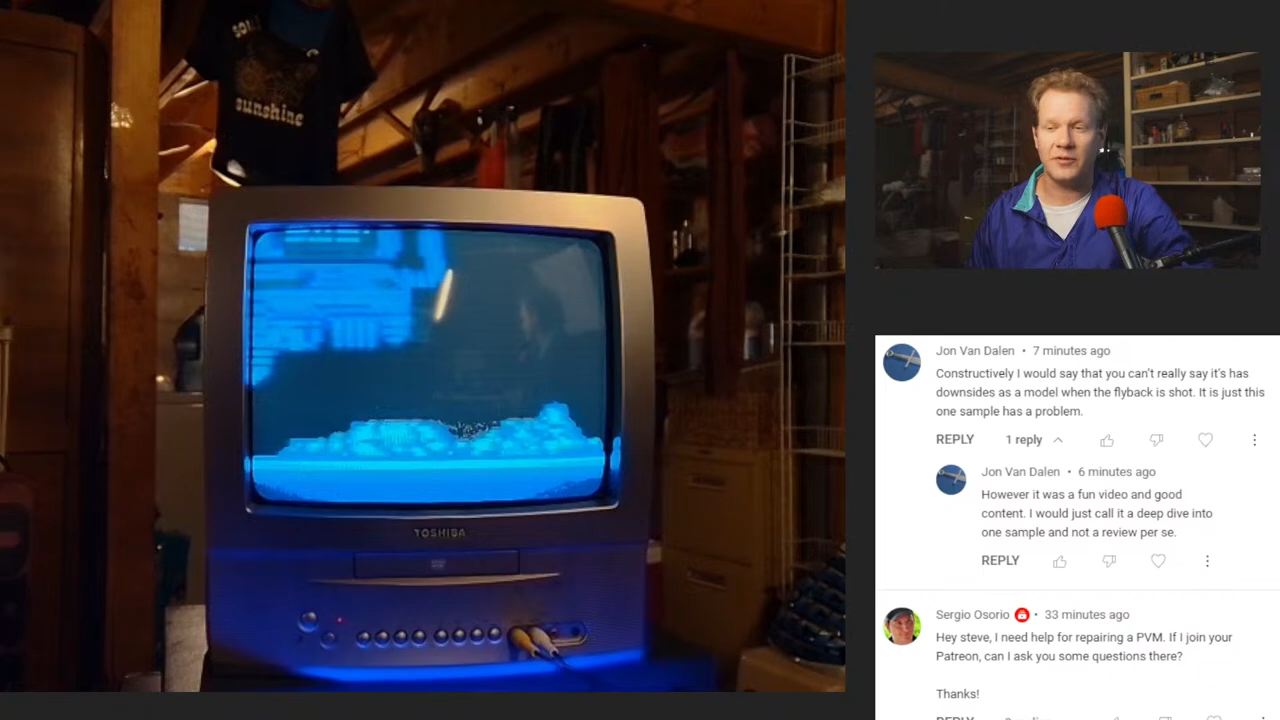 sunshine
TOSHIBA
Jon Van Dalen • 7 minutes ago
Constructively I would say that you can't really say it's has
downsides as a model when the flyback is shot. It is just this
one sample has a problem.
REPLY 1 reply
Jon Van Dalen • 6 minutes ago
However it was a fun video and good
content. I would just call it a deep dive into
one sample and not a review per se.
REPLY
Sergio Osorio • 33 minutes ago
Hey steve, I need help for repairing a PVM. If I join your
Patreon, can I ask you some questions there?
Thanks!
REPLY